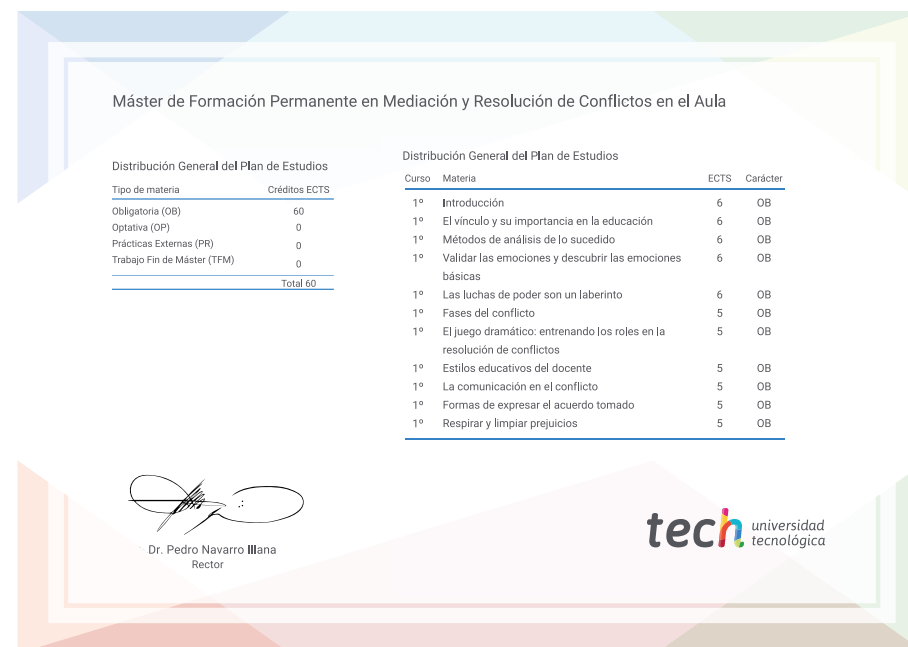 Máster de Formación Permanente en Mediación y Resolución de Conflictos en el Aula
Distribución General del Plan de Estudios
Tipo de materia Créditos ECTS
Obligatoria (OB) 60
Optativa (OP) 0
Prácticas Externas (PR) 0
Trabajo Fin de Máster (TFM) 0
Total 60
Distribución General del Plan de Estudios
Curso Materia ECTS Carácter
1º Introducción 6 OB
1º El vínculo y su importancia en la educación 6 OB
1º Métodos de análisis de lo sucedido 6 OB
1º Validar las emociones y descubrir las emociones 6 OB
básicas
1º Las luchas de poder son un laberinto 6 OB
1º Fases del conflicto 5 OB
1º El juego dramático: entrenando los roles en la 5 OB
resolución de conflictos
1º Estilos educativos del docente 5 OB
1º La comunicación en el conflicto 5 OB
1º Formas de expresar el acuerdo tomado 5 OB
1º Respirar y limpiar prejuicios 5 OB
Dr. Pedro Navarro Illana
Rector
tech universidad
tecnológica